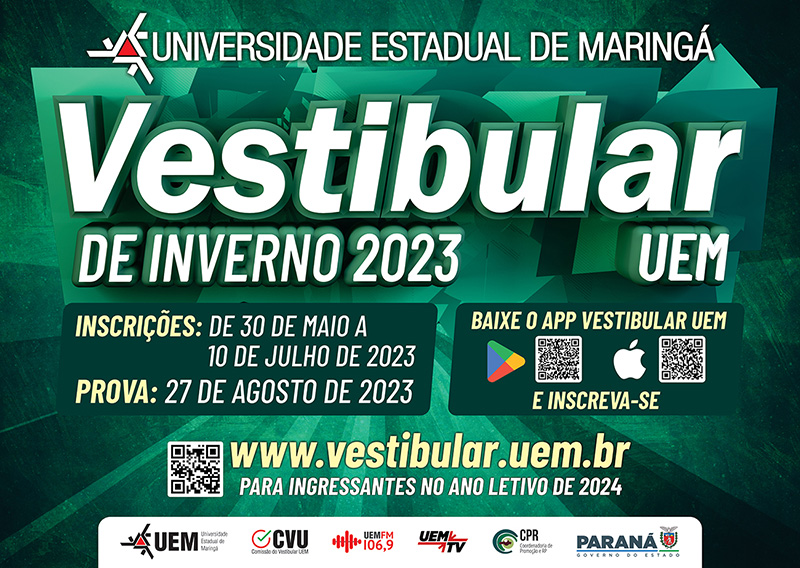 UNIVERSIDADE ESTADUAL DE MARINGÁ
Vestibular
DE INVERNO 2023 UEM
INSCRIÇÕES: DE 30 DE MAIO A
10 DE JULHO DE 2023
PROVA: 27 DE AGOSTO DE 2023
BAIXE O APP VESTIBULAR UEM
E INSCREVA-SE
www.vestibular.uem.br
PARA INGRESSANTES NO ANO LETIVO DE 2024
UEM Universidade
Estadual de
Maringá
CVU
Comissão do Vestibular UEM
UEMFM
106,9
UEM
TV
CPR
Coordenadoria de
Promoção e RP
PARANÁ
GOVERNO DO ESTADO